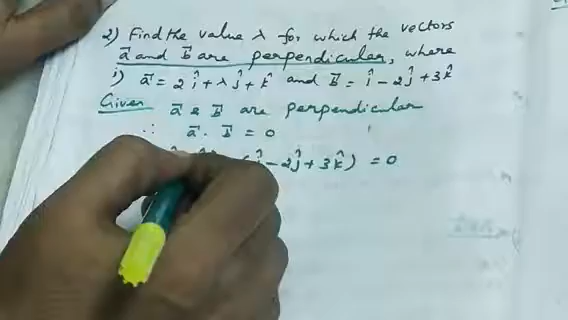 2) Find the value λ for which the vectors
a⃗ and b⃗ are perpendicular, where
i) a⃗ = 2î + λĵ + k̂ and b⃗ = î - 2ĵ + 3k̂
Given a⃗ & b⃗ are perpendicular
∴ a⃗ . b⃗ = 0
(î - 2ĵ + 3k̂) = 0